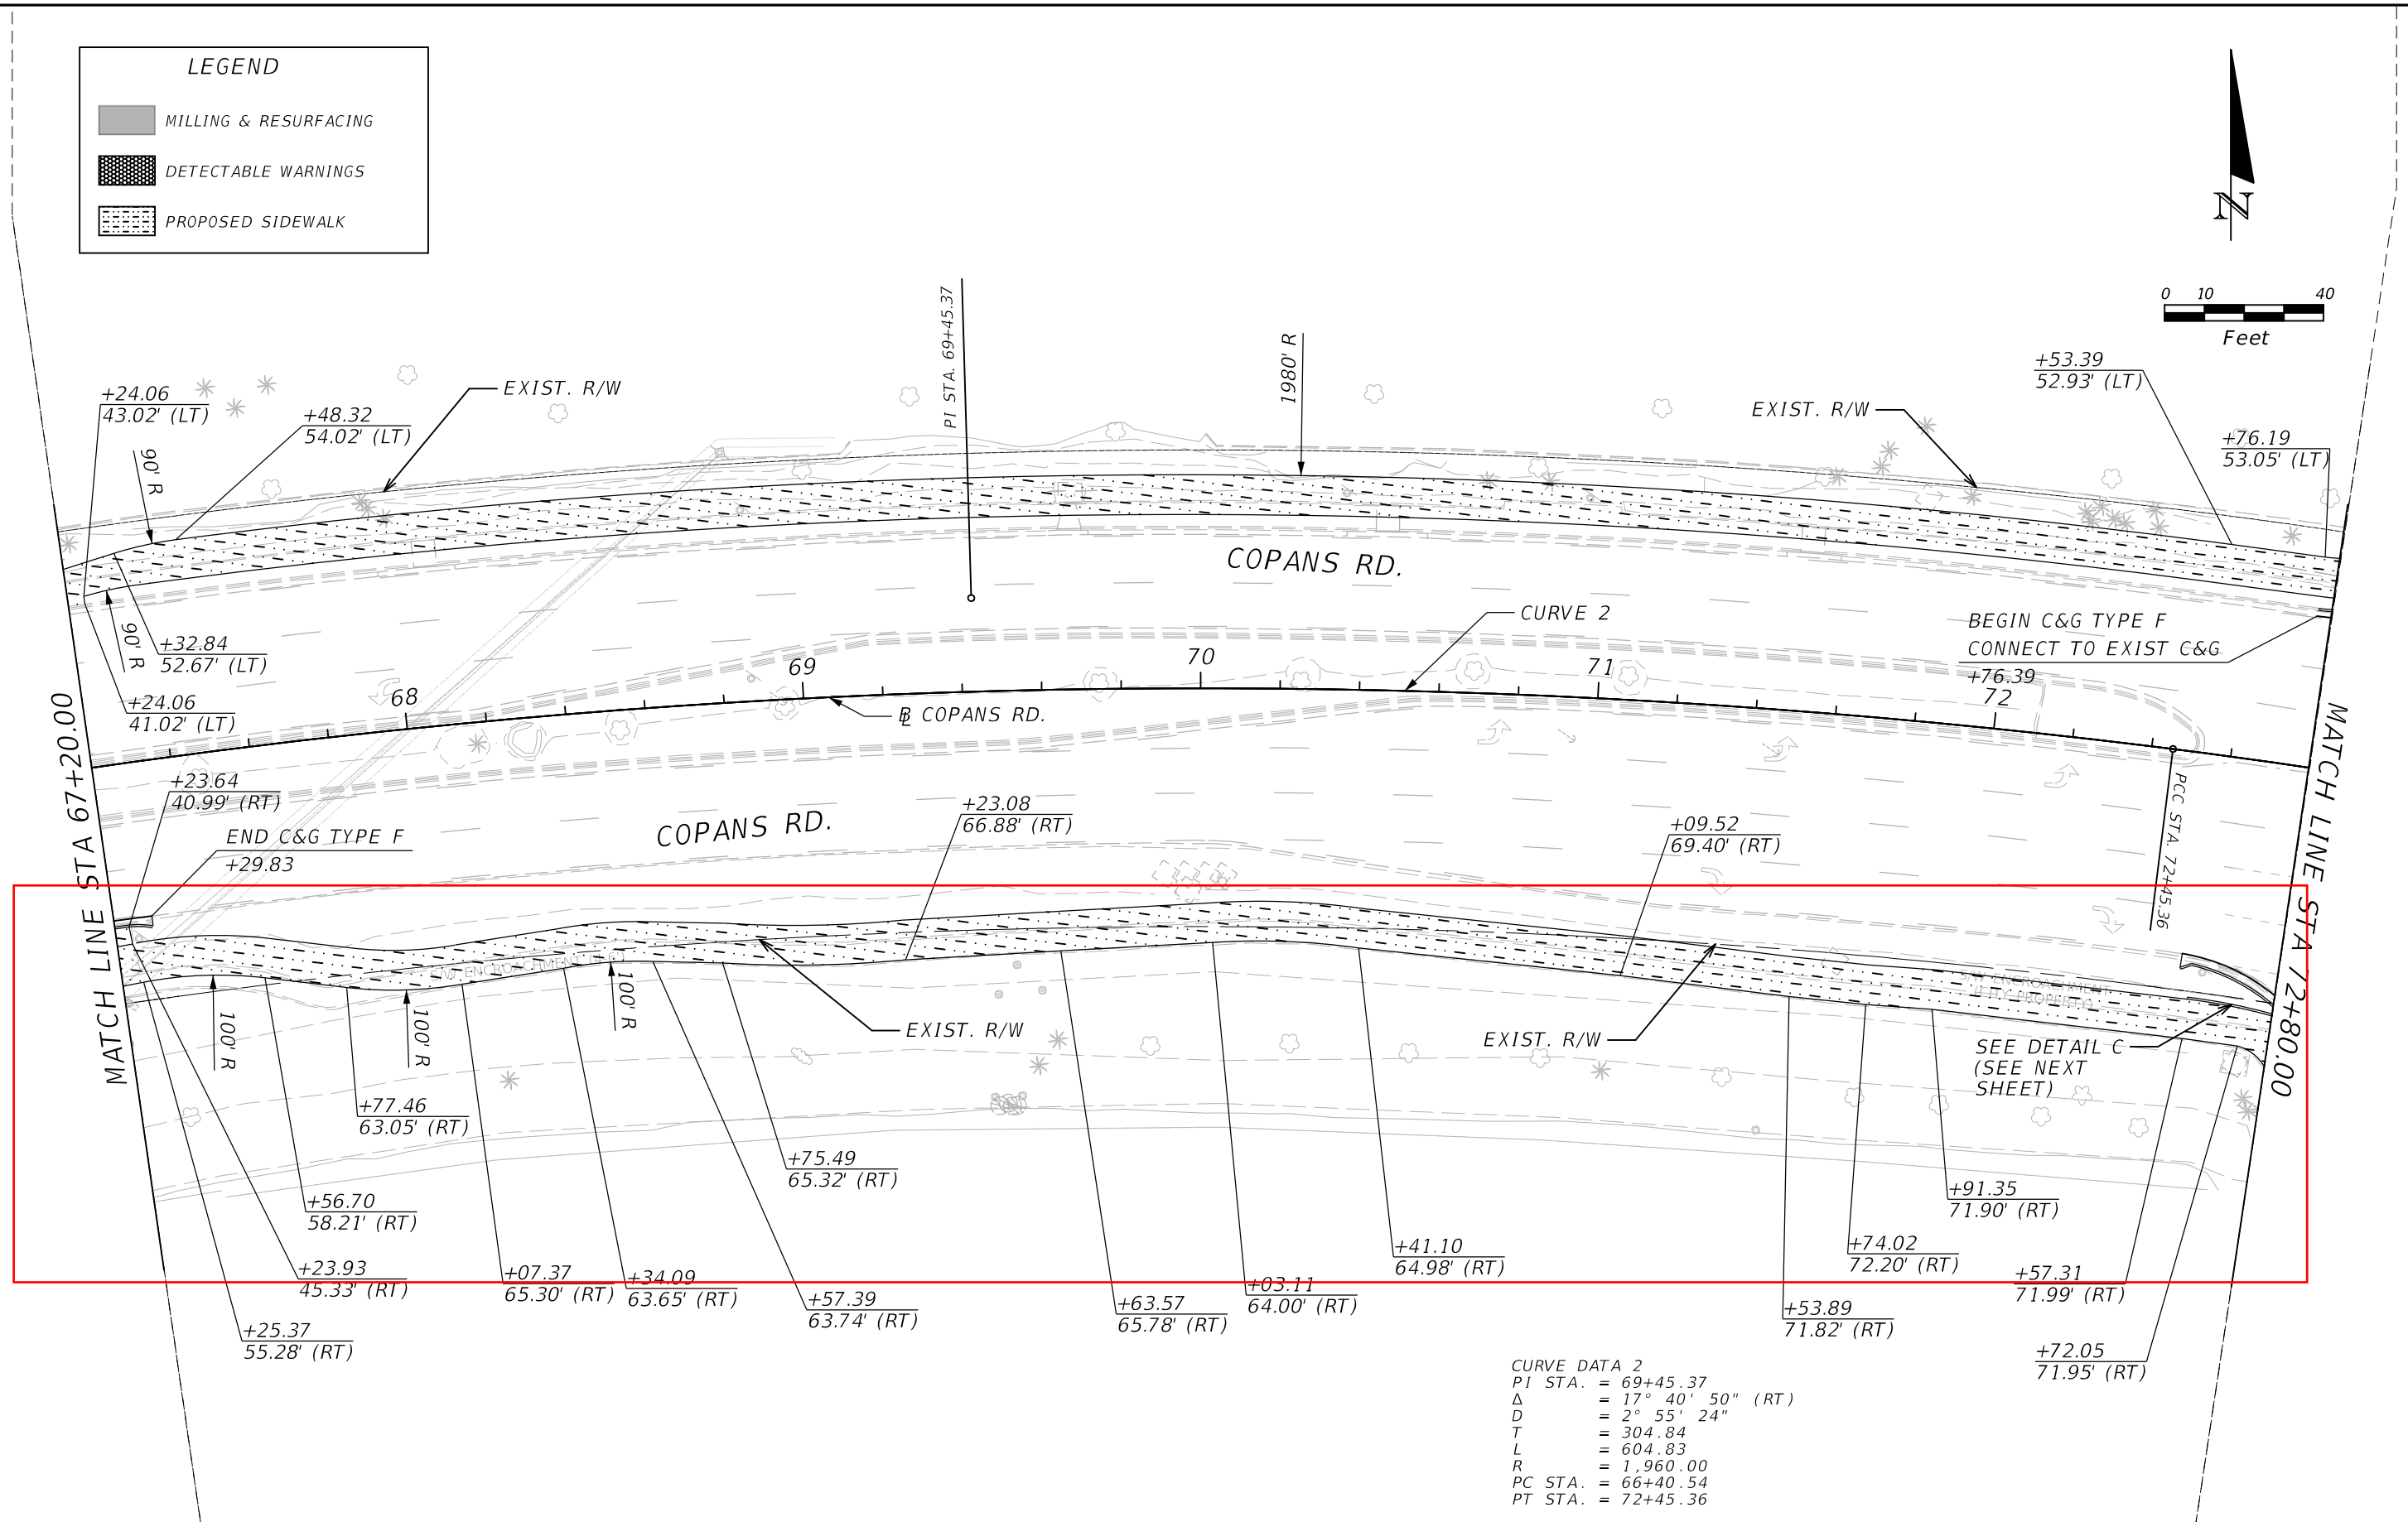 LEGEND
MILLING & RESURFACING
DETECTABLE WARNINGS
PROPOSED SIDEWALK
N
0 10 40
Feet
+24.06
43.02' (LT)
+48.32
54.02' (LT)
EXIST. R/W
90' R
PI STA. 69+45.37
1980' R
EXIST. R/W
+53.39
52.93' (LT)
+76.19
53.05' (LT)
90' R
+32.84
52.67' (LT)
+24.06
41.02' (LT)
COPANS RD.
CURVE 2
BEGIN C&G TYPE F
CONNECT TO EXIST C&G
+76.39
68
69
70
71
72
B COPANS RD.
MATCH LINE STA 67+20.00
MATCH LINE STA 72+80.00
+23.64
40.99' (RT)
END C&G TYPE F
+29.83
COPANS RD.
+23.08
66.88' (RT)
+09.52
69.40' (RT)
PCC STA. 72+45.36
S/W ENCROACHMENT
S/W ENCROACHMENT
(CITY PROPERTY)
100' R
100' R
100' R
EXIST. R/W
EXIST. R/W
SEE DETAIL C
(SEE NEXT
SHEET)
+77.46
63.05' (RT)
+75.49
65.32' (RT)
+56.70
58.21' (RT)
+91.35
71.90' (RT)
+23.93
45.33' (RT)
+07.37
65.30' (RT)
+34.09
63.65' (RT)
+57.39
63.74' (RT)
+63.57
65.78' (RT)
+03.11
64.00' (RT)
+41.10
64.98' (RT)
+74.02
72.20' (RT)
+57.31
71.99' (RT)
+53.89
71.82' (RT)
+25.37
55.28' (RT)
+72.05
71.95' (RT)
CURVE DATA 2
PI STA. = 69+45.37
Δ = 17° 40' 50" (RT)
D = 2° 55' 24"
T = 304.84
L = 604.83
R = 1,960.00
PC STA. = 66+40.54
PT STA. = 72+45.36